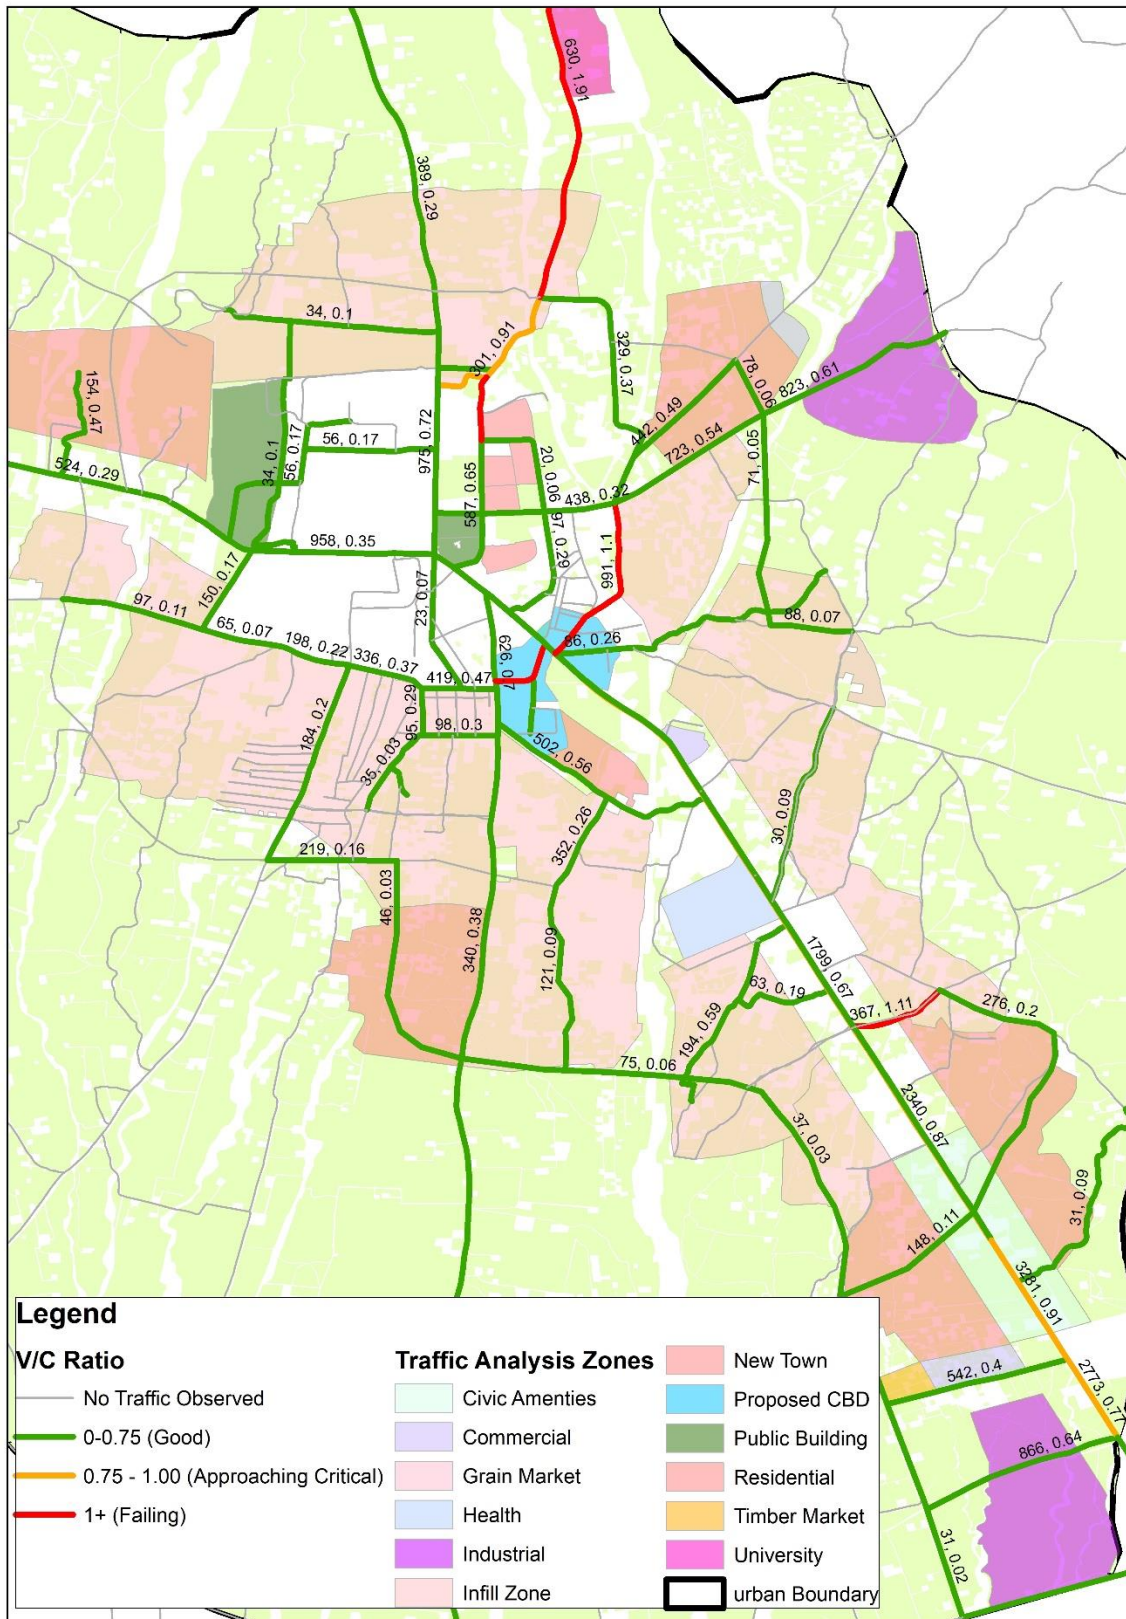 630, 1.91
389, 0.29
34, 0.1
301, 0.91
329, 0.37
78, 0.06
823, 0.61
154, 0.47
442, 0.49
723, 0.54
975, 0.72
56, 0.17
56, 0.17
34, 0.1
524, 0.29
587, 0.65
20, 0.06
438, 0.32
71, 0.05
97, 0.29
958, 0.35
991, 1.1
150, 0.17
97, 0.11
23, 0.07
88, 0.07
65, 0.07
198, 0.22
336, 0.37
626, 0.7
86, 0.26
419, 0.47
95, 0.29
98, 0.3
184, 0.2
35, 0.03
502, 0.56
30, 0.09
352, 0.26
219, 0.16
46, 0.03
340, 0.38
121, 0.09
1799, 0.67
63, 0.19
367, 1.11
276, 0.2
194, 0.59
75, 0.06
2340, 0.87
37, 0.03
148, 0.11
31, 0.09
3281, 0.91
542, 0.4
2773, 0.77
866, 0.64
31, 0.02
Legend
V/C Ratio
No Traffic Observed
0-0.75 (Good)
0.75 - 1.00 (Approaching Critical)
1+ (Failing)
Traffic Analysis Zones
Civic Amenties
Commercial
Grain Market
Health
Industrial
Infill Zone
New Town
Proposed CBD
Public Building
Residential
Timber Market
University
urban Boundary